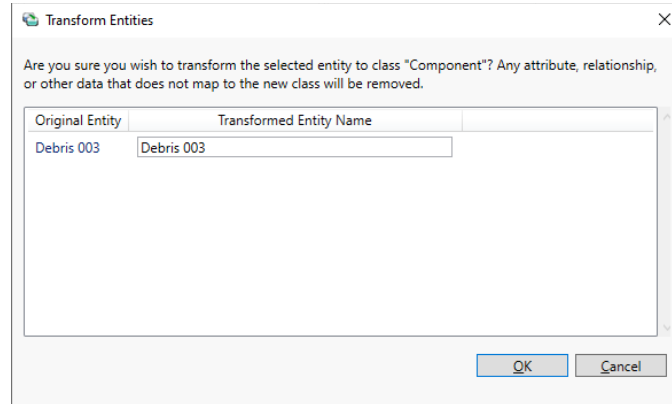 Transform Entities
Are you sure you wish to transform the selected entity to class "Component"? Any attribute, relationship,
or other data that does not map to the new class will be removed.
Original Entity Transformed Entity Name
Debris 003 Debris 003
OK Cancel